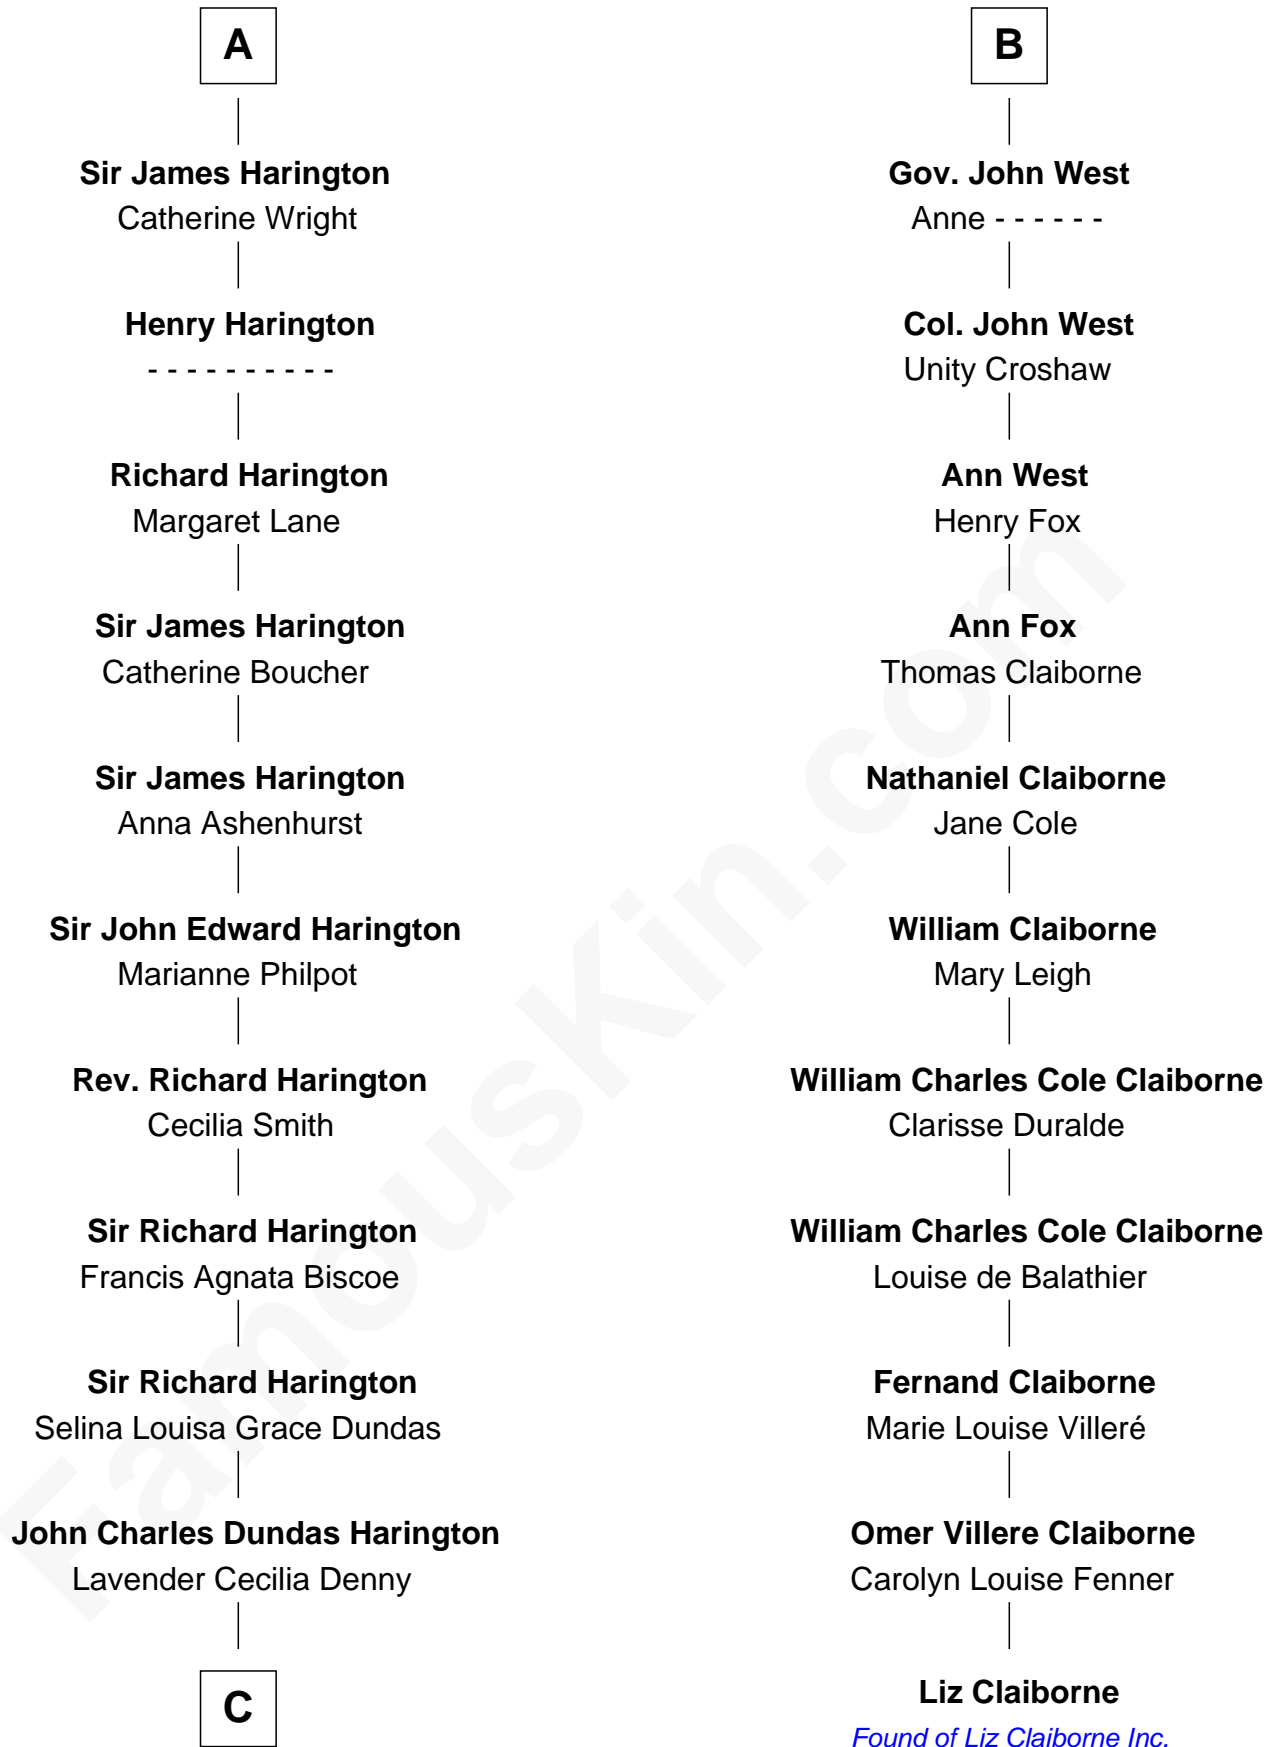 A
Sir James Harington
Catherine Wright
Henry Harington
- - - - - - - - - -
Richard Harington
Margaret Lane
Sir James Harington
Catherine Boucher
Sir James Harington
Anna Ashenhurst
Sir John Edward Harington
Marianne Philpot
Rev. Richard Harington
Cecilia Smith
Sir Richard Harington
Francis Agnata Biscoe
Sir Richard Harington
Selina Louisa Grace Dundas
John Charles Dundas Harington
Lavender Cecilia Denny
C
B
Gov. John West
Anne - - - - - -
Col. John West
Unity Croshaw
Ann West
Henry Fox
Ann Fox
Thomas Claiborne
Nathaniel Claiborne
Jane Cole
William Claiborne
Mary Leigh
William Charles Cole Claiborne
Clarisse Duralde
William Charles Cole Claiborne
Louise de Balathier
Fernand Claiborne
Marie Louise Villeré
Omer Villere Claiborne
Carolyn Louise Fenner
Liz Claiborne
Found of Liz Claiborne Inc.
FamousKin.com